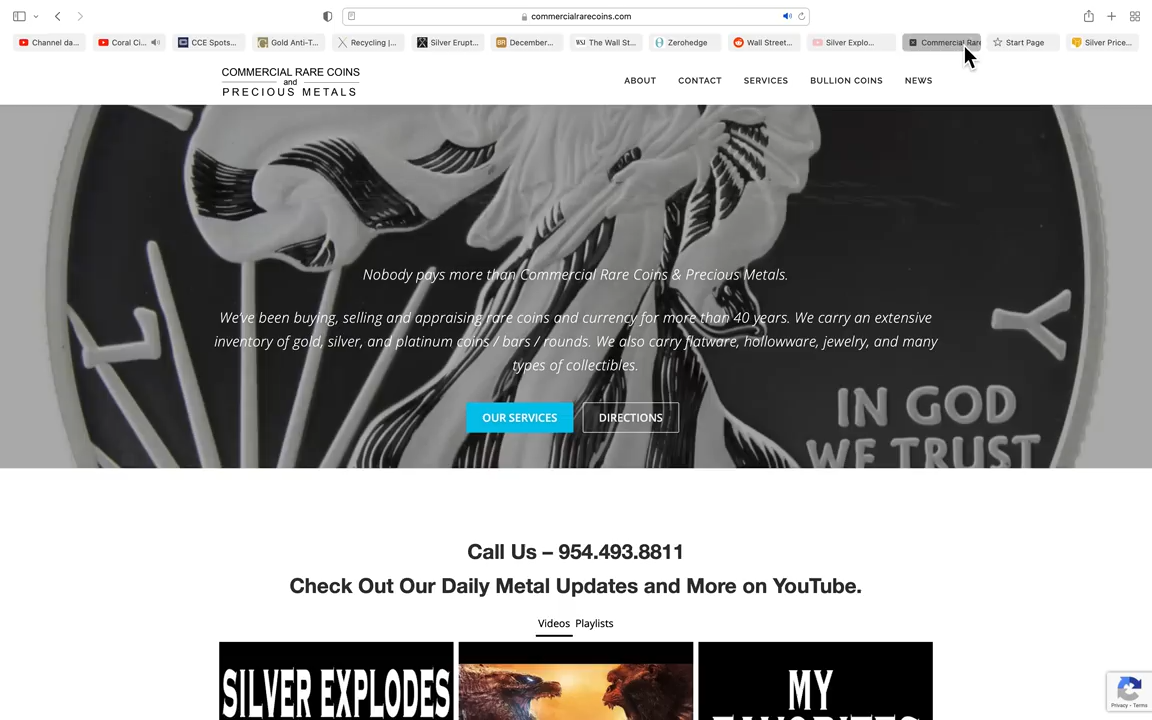 commercialrarecoins.com
Channel da...
Coral Ci...
CCE Spots...
Gold Anti-T...
Recycling |...
Silver Erupt...
December...
The Wall St...
Zerohedge
Wall Street...
Silver Explo...
Commercial Rare
Start Page
Silver Price...
COMMERCIAL RARE COINS
and
PRECIOUS METALS
ABOUT CONTACT SERVICES BULLION COINS NEWS
Nobody pays more than Commercial Rare Coins & Precious Metals.
We've been buying, selling and appraising rare coins and currency for more than 40 years. We carry an extensive
inventory of gold, silver, and platinum coins / bars / rounds. We also carry flatware, hollowware, jewelry, and many
types of collectibles.
OUR SERVICES DIRECTIONS
L
Y
IN GOD
WE TRUST
Call Us – 954.493.8811
Check Out Our Daily Metal Updates and More on YouTube.
Videos Playlists
SILVER EXPLODES
MY
FAVORITES
Privacy - Terms